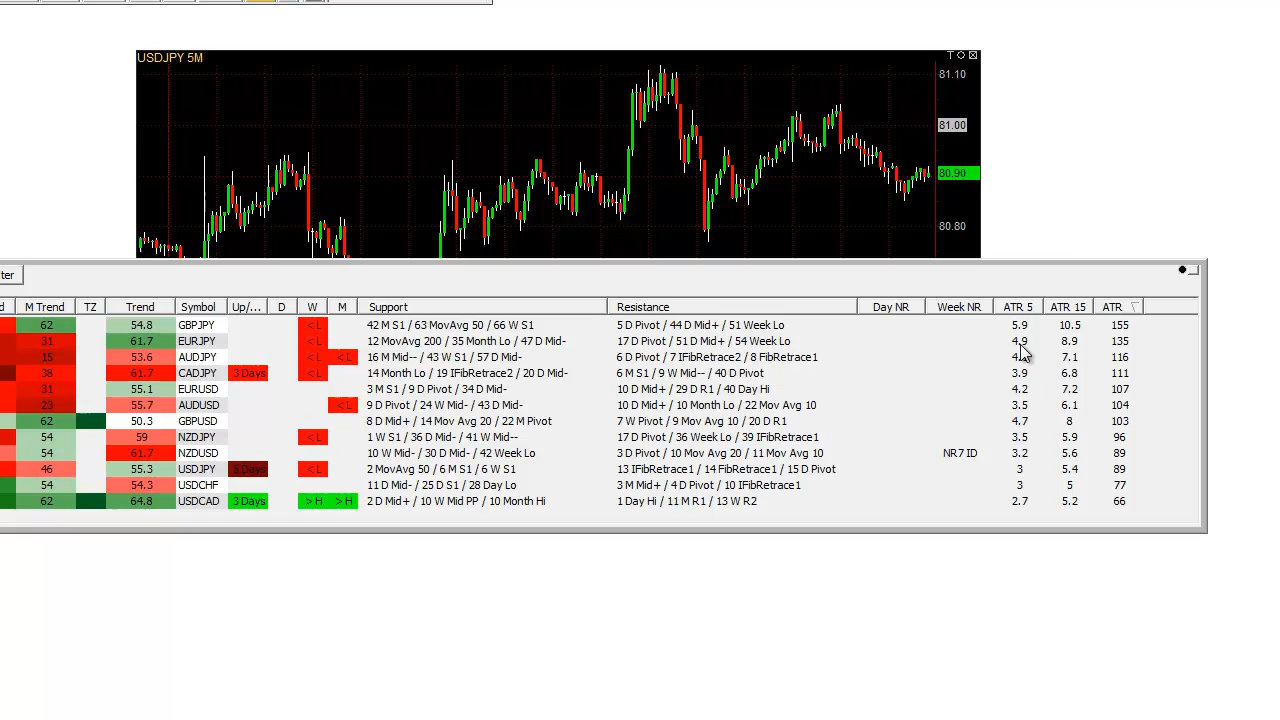 USDJPY 5M
81.10
81.00
80.90
80.80
ter
d M Trend TZ Trend Symbol Up/... D W M Support Resistance Day NR Week NR ATR 5 ATR 15 ATR
62 54.8 GBPJPY < L 42 M S1 / 63 MovAvg 50 / 66 W S1 5 D Pivot / 44 D Mid+ / 51 Week Lo 5.9 10.5 155
31 61.7 EURJPY < L 12 MovAvg 200 / 35 Month Lo / 47 D Mid- 17 D Pivot / 51 D Mid+ / 54 Week Lo 4.9 8.9 135
15 53.6 AUDJPY < L < L 16 M Mid-- / 43 W S1 / 57 D Mid- 6 D Pivot / 7 IFibRetrace2 / 8 FibRetrace1 7.1 116
38 61.7 CADJPY 3 Days < L 14 Month Lo / 19 IFibRetrace2 / 20 D Mid- 6 M S1 / 9 W Mid-- / 40 D Pivot 3.9 6.8 111
31 55.1 EURUSD 3 M S1 / 9 D Pivot / 34 D Mid- 10 D Mid+ / 29 D R1 / 40 Day Hi 4.2 7.2 107
23 55.7 AUDUSD < L 9 D Pivot / 24 W Mid- / 43 D Mid- 10 D Mid+ / 10 Month Lo / 22 Mov Avg 10 3.5 6.1 104
62 50.3 GBPUSD 8 D Mid+ / 14 D Pivot / 22 M Pivot 7 W Pivot / 9 Mov Avg 10 / 20 D R1 4.7 8 103
54 59 NZDJPY < L 1 W S1 / 36 D Mid- / 41 W Mid-- 17 D Pivot / 36 Week Lo / 39 IFibRetrace1 3.5 5.9 96
54 61.7 NZDUSD 10 W Mid- / 30 D Mid- / 42 Week Lo 3 D Pivot / 10 Mov Avg 20 / 11 Mov Avg 10 NR7 ID 3.2 5.6 89
46 55.3 USDJPY 5 Days < L 2 MovAvg 50 / 6 M S1 / 6 W S1 13 IFibRetrace1 / 14 FibRetrace1 / 15 D Pivot 3 5.4 89
54 54.3 USDCHF 11 D Mid- / 25 D S1 / 28 Day Lo 3 M Mid+ / 4 D Pivot / 10 IFibRetrace1 3 5 77
62 64.8 USDCAD 3 Days > H > H 2 D Mid+ / 10 W Mid PP / 10 Month Hi 1 Day Hi / 11 M R1 / 13 W R2 2.7 5.2 66